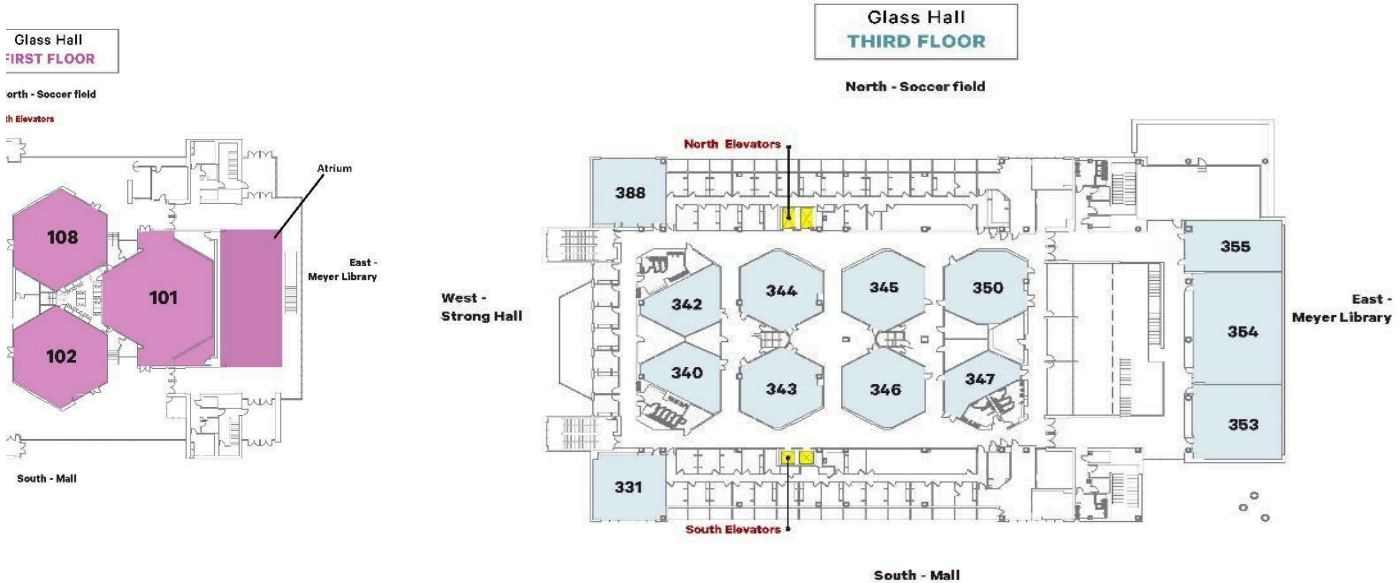 Glass Hall
FIRST FLOOR
orth - Soccer field
th Elevators
Atrium
108
101
102
East -
Meyer Library
South - Mall
Glass Hall
THIRD FLOOR
North - Soccer field
North Elevators
388
355
342
344
345
350
West -
Strong Hall
East -
Meyer Library
354
340
343
346
347
353
331
South Elevators
South - Mall